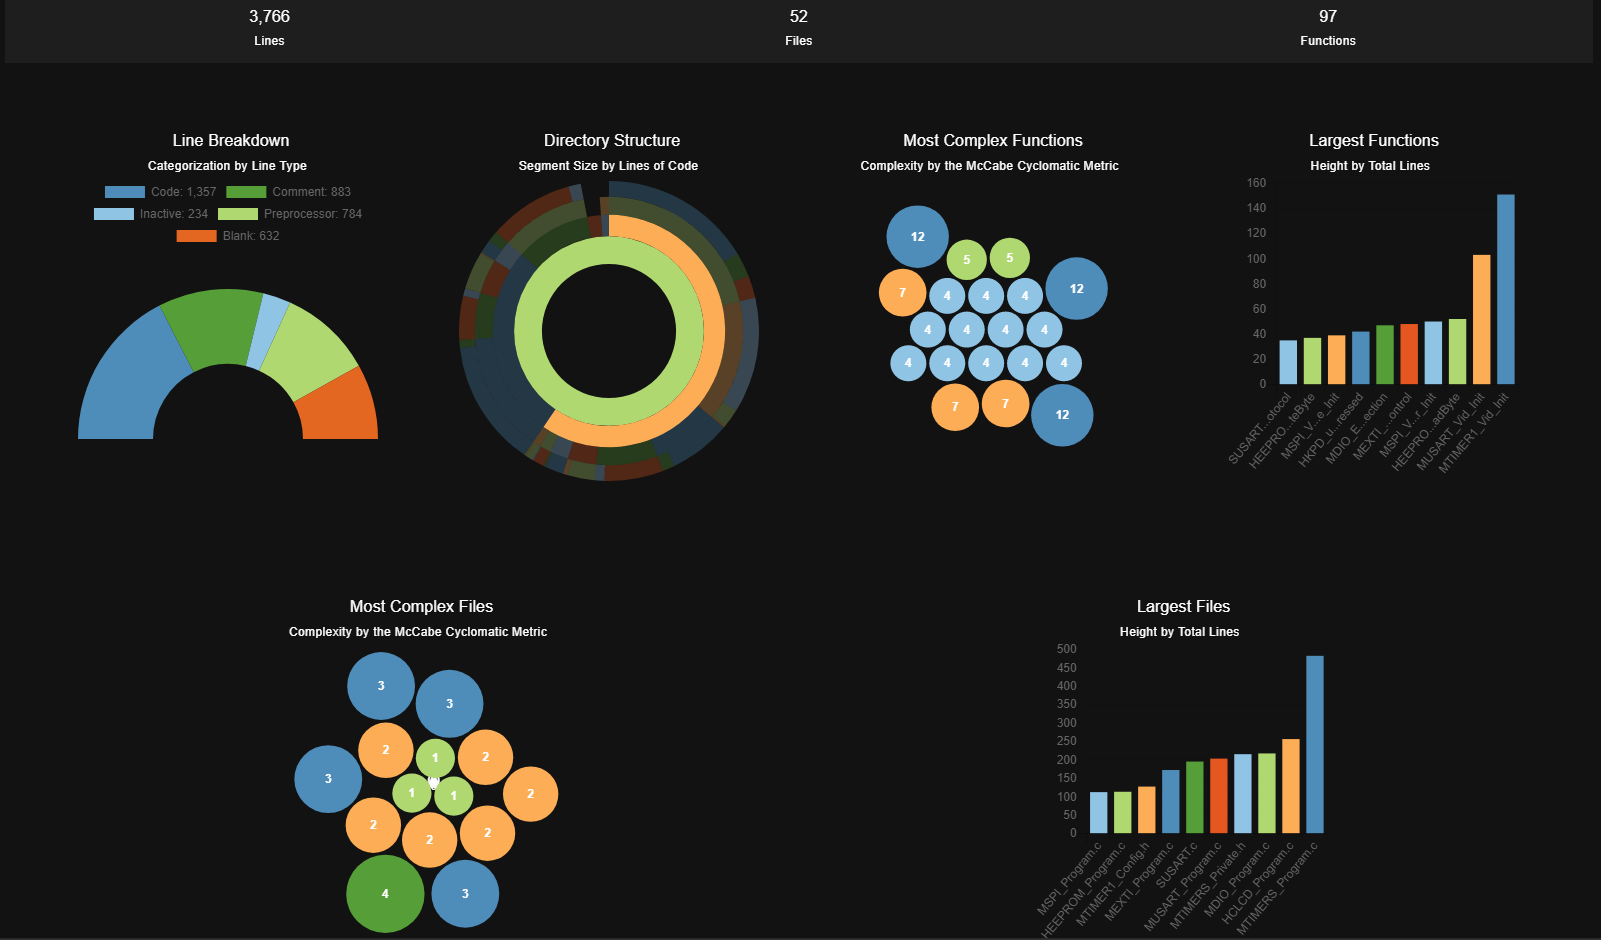 3,766
Lines
52
Files
97
Functions
Line Breakdown
Categorization by Line Type
Code: 1,357
Comment: 883
Inactive: 234
Preprocessor: 784
Blank: 632
Directory Structure
Segment Size by Lines of Code
Most Complex Functions
Complexity by the McCabe Cyclomatic Metric
12
5
5
12
7
4
4
4
4
4
4
4
4
4
4
4
4
7
7
12
Largest Functions
Height by Total Lines
160
140
120
100
80
60
40
20
0
SUSART...otocol
HEEPRO...teByte
MSPI_V...e_Init
HKPD_u...ressed
MDIO_E...ection
MEXTI_...ontrol
MSPI_V...r_Init
HEEPRO...adByte
MUSART_Vid_Init
MTIMER1_Vid_Init
Most Complex Files
Complexity by the McCabe Cyclomatic Metric
3
3
2
1
2
3
1
1
2
2
2
2
4
3
Largest Files
Height by Total Lines
500
450
400
350
300
250
200
150
100
50
0
MSPI_Program.c
HEEPROM_Program.c
MTIMER1_Config.h
MEXTI_Program.c
SUSART.c
MUSART_Program.c
MTIMERS_Private.h
MDIO_Program.c
HCLCD_Program.c
MTIMERS_Program.c